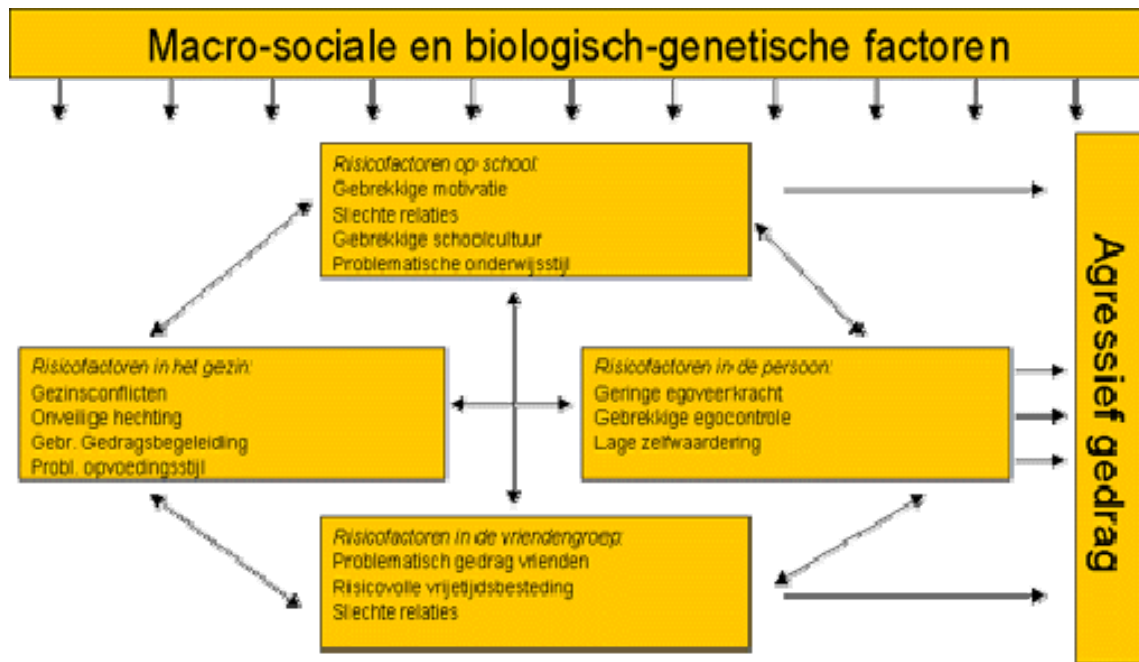 Macro-sociale en biologisch-genetische factoren
Risicofactoren op school:
Gebrekkige motivatie
Slechte relaties
Gebrekkige schoolcultuur
Problematische onderwijsstijl
Risicofactoren in het gezin:
Gezinsconflicten
Onveilige hechting
Gebr. Gedragsbegeleiding
Probl. opvoedingsstijl
Risicofactoren in de persoon:
Geringe egoveerkracht
Gebrekkige egocontrole
Lage zelfwaardering
Risicofactoren in de vriendengroep:
Problematisch gedrag vrienden
Risicovolle vrijetijdsbesteding
Slechte relaties
Agressief gedrag